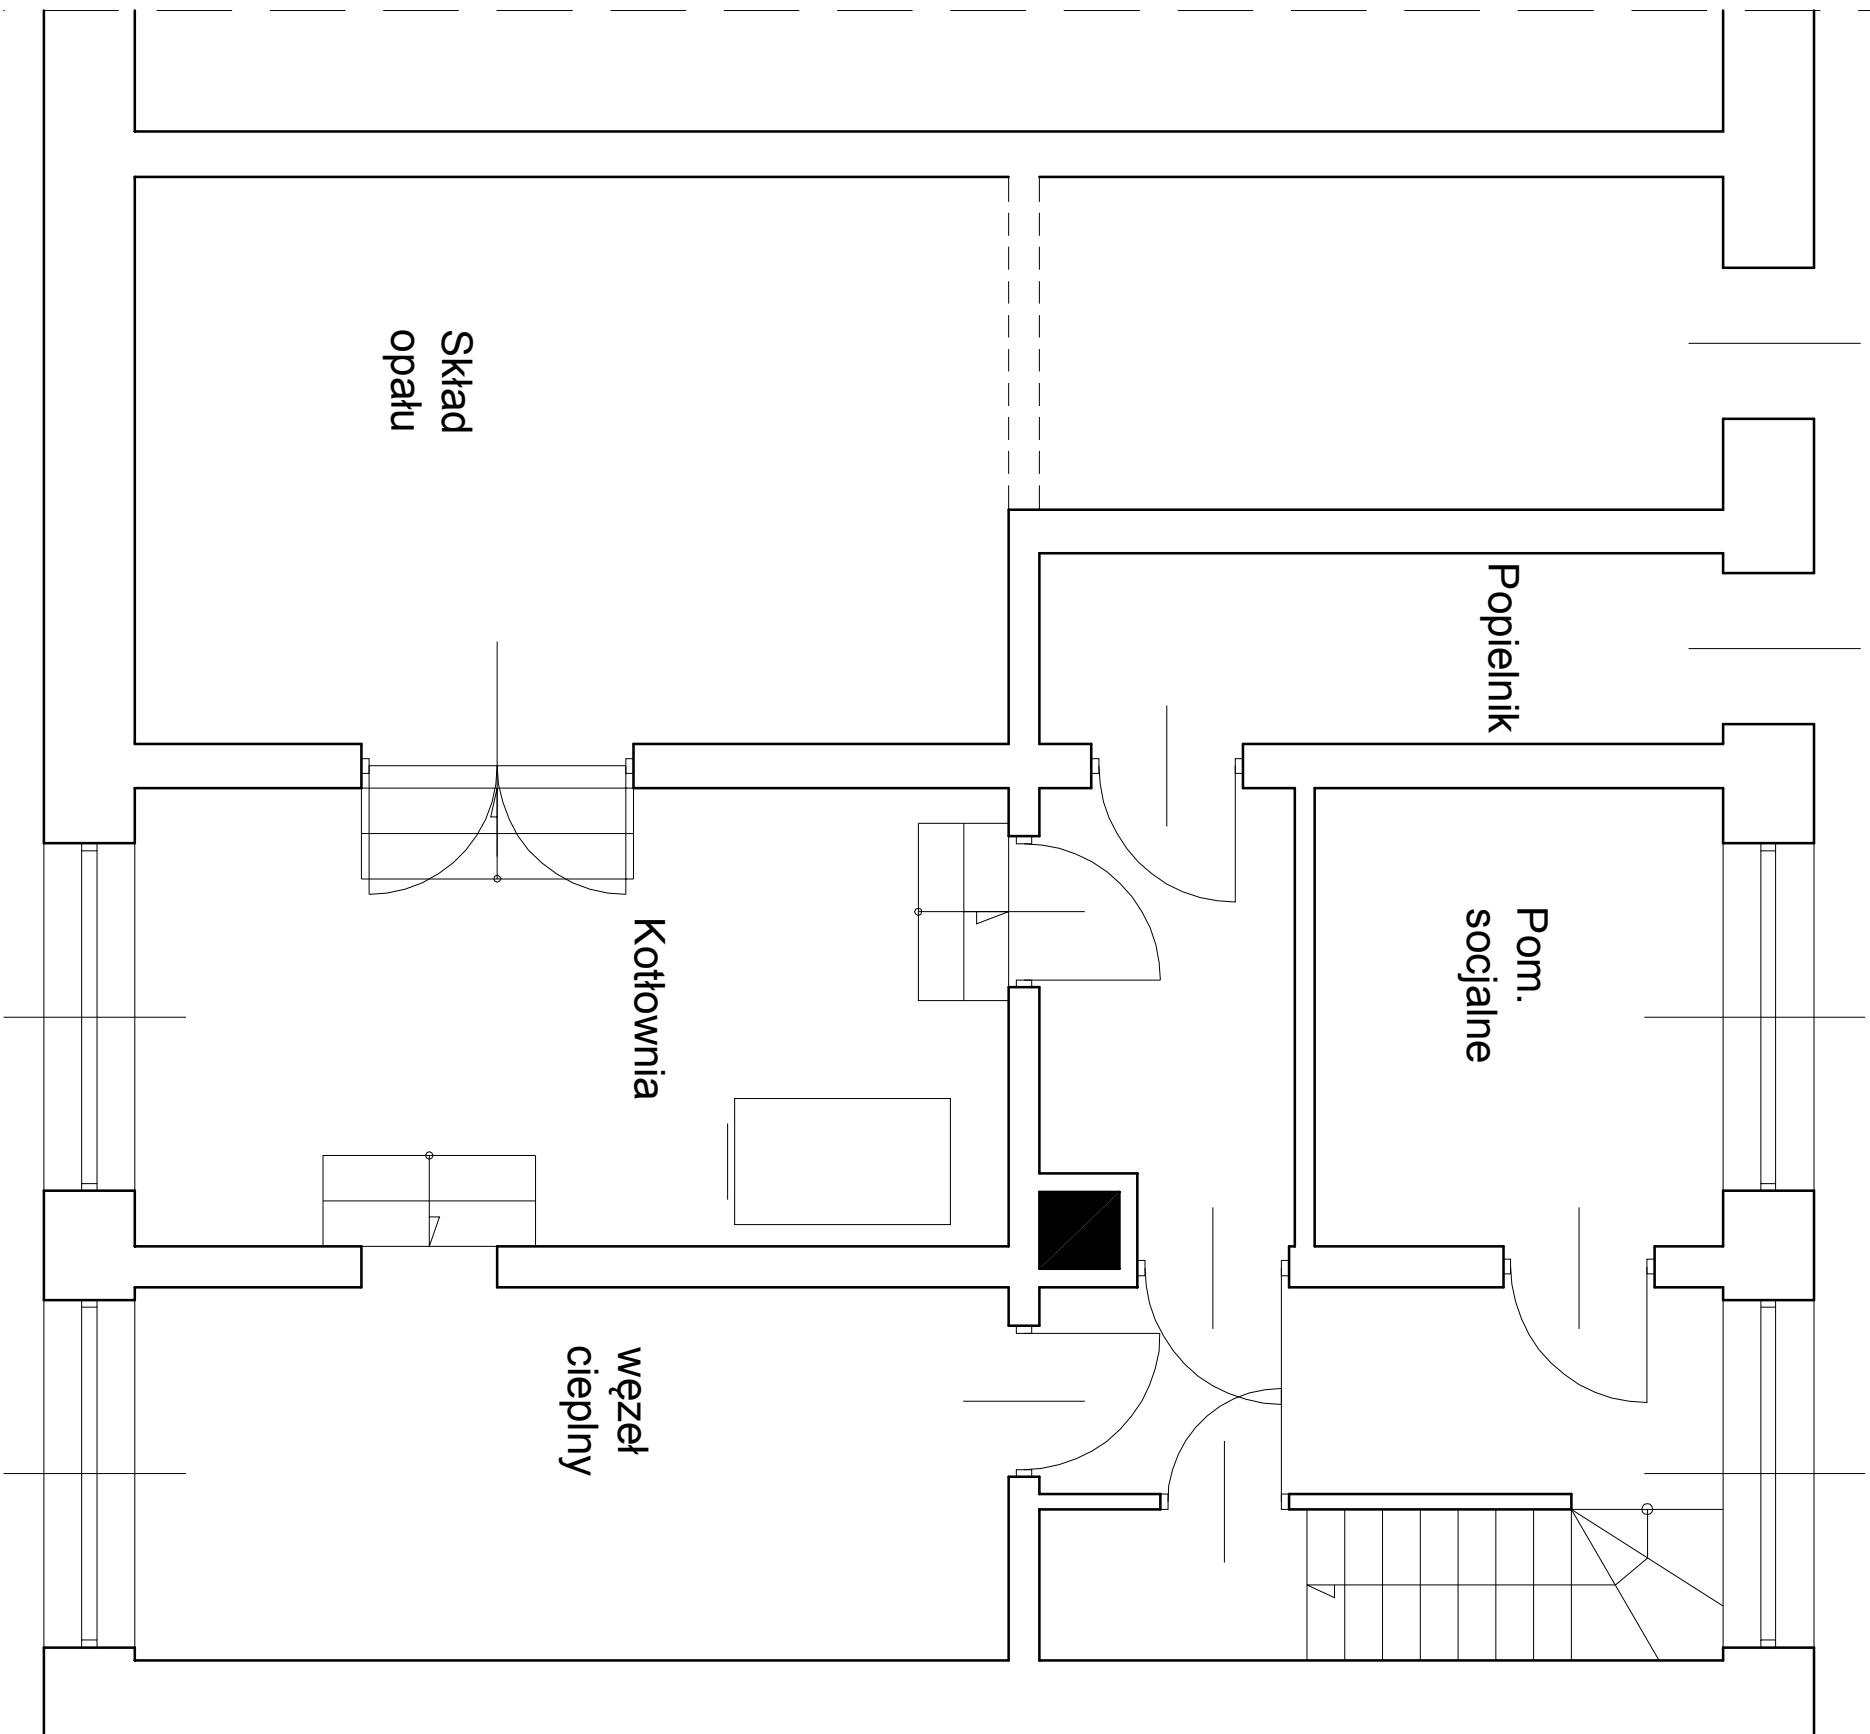 Skład
opału
Popielnik
Pom.
socjalne
Kotłownia
węzeł
cieplny